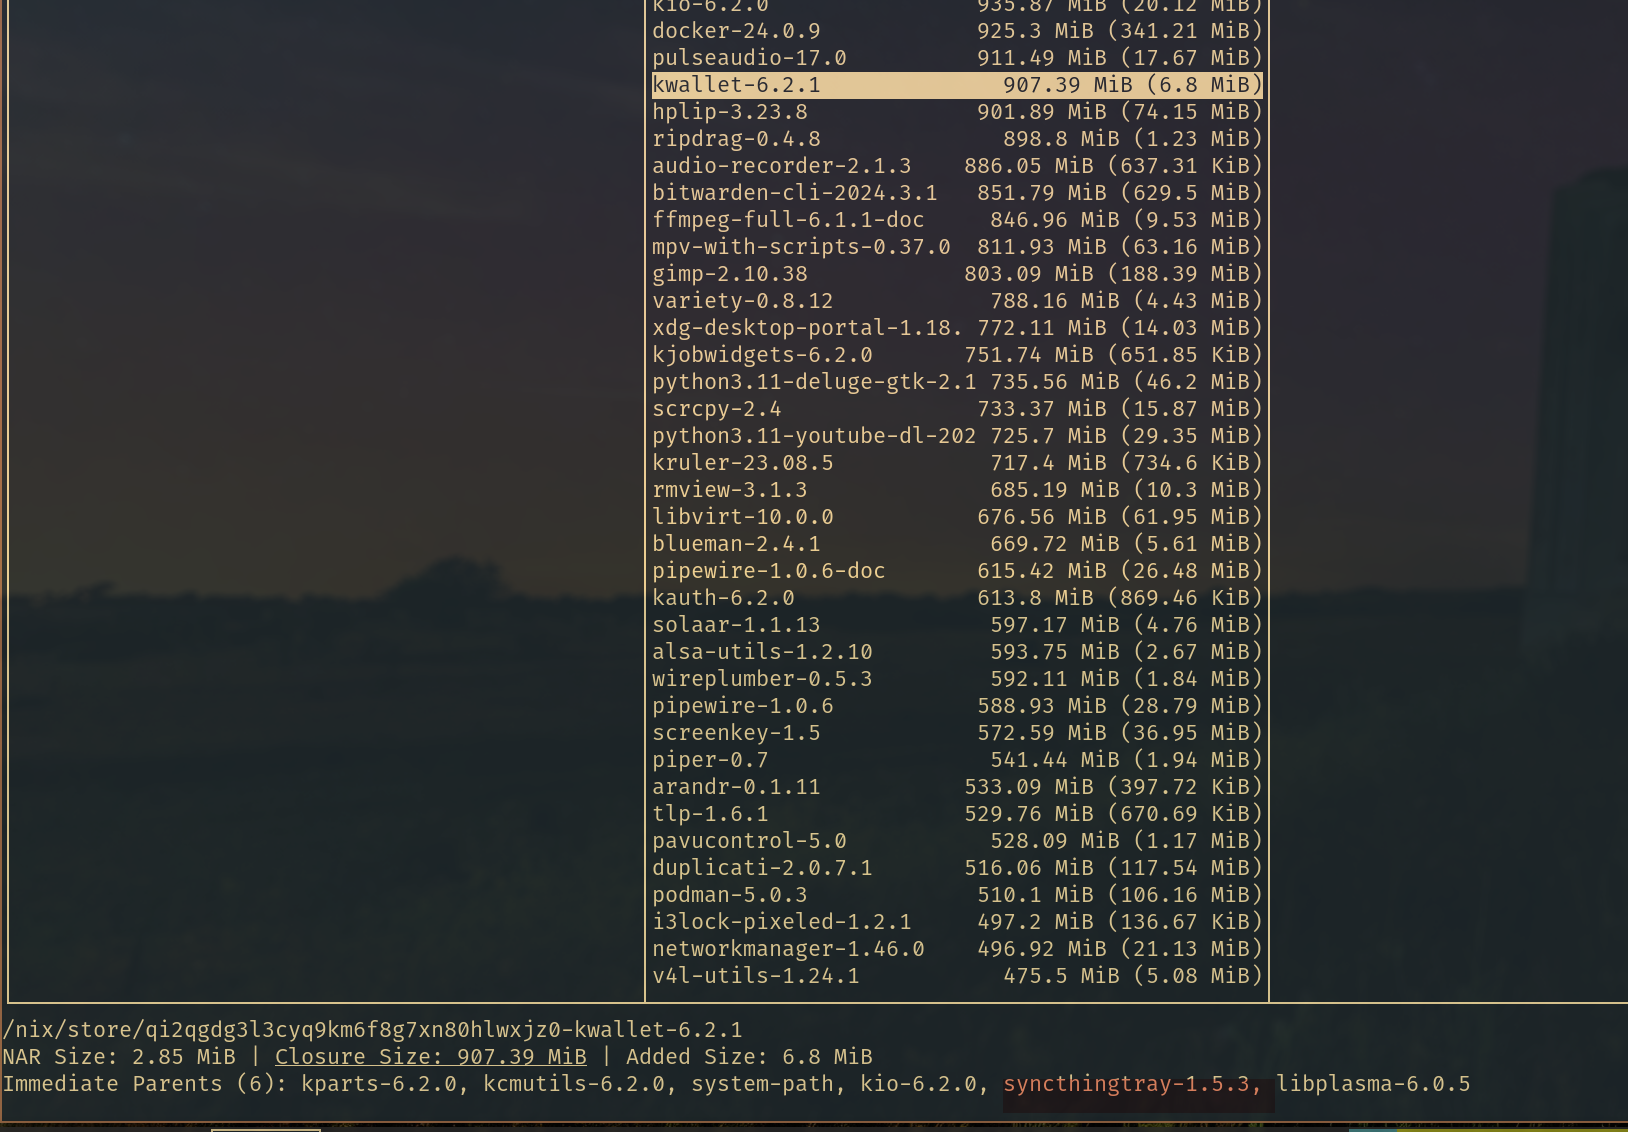 kio-6.2.0 935.87 MiB (20.12 MiB)
docker-24.0.9 925.3 MiB (341.21 MiB)
pulseaudio-17.0 911.49 MiB (17.67 MiB)
kwallet-6.2.1 907.39 MiB (6.8 MiB)
hplip-3.23.8 901.89 MiB (74.15 MiB)
ripdrag-0.4.8 898.8 MiB (1.23 MiB)
audio-recorder-2.1.3 886.05 MiB (637.31 KiB)
bitwarden-cli-2024.3.1 851.79 MiB (629.5 MiB)
ffmpeg-full-6.1.1-doc 846.96 MiB (9.53 MiB)
mpv-with-scripts-0.37.0 811.93 MiB (63.16 MiB)
gimp-2.10.38 803.09 MiB (188.39 MiB)
variety-0.8.12 788.16 MiB (4.43 MiB)
xdg-desktop-portal-1.18. 772.11 MiB (14.03 MiB)
kjobwidgets-6.2.0 751.74 MiB (651.85 KiB)
python3.11-deluge-gtk-2.1 735.56 MiB (46.2 MiB)
scrcpy-2.4 733.37 MiB (15.87 MiB)
python3.11-youtube-dl-202 725.7 MiB (29.35 MiB)
kruler-23.08.5 717.4 MiB (734.6 KiB)
rmview-3.1.3 685.19 MiB (10.3 MiB)
libvirt-10.0.0 676.56 MiB (61.95 MiB)
blueman-2.4.1 669.72 MiB (5.61 MiB)
pipewire-1.0.6-doc 615.42 MiB (26.48 MiB)
kauth-6.2.0 613.8 MiB (869.46 KiB)
solaar-1.1.13 597.17 MiB (4.76 MiB)
alsa-utils-1.2.10 593.75 MiB (2.67 MiB)
wireplumber-0.5.3 592.11 MiB (1.84 MiB)
pipewire-1.0.6 588.93 MiB (28.79 MiB)
screenkey-1.5 572.59 MiB (36.95 MiB)
piper-0.7 541.44 MiB (1.94 MiB)
arandr-0.1.11 533.09 MiB (397.72 KiB)
tlp-1.6.1 529.76 MiB (670.69 KiB)
pavucontrol-5.0 528.09 MiB (1.17 MiB)
duplicati-2.0.7.1 516.06 MiB (117.54 MiB)
podman-5.0.3 510.1 MiB (106.16 MiB)
i3lock-pixeled-1.2.1 497.2 MiB (136.67 KiB)
networkmanager-1.46.0 496.92 MiB (21.13 MiB)
v4l-utils-1.24.1 475.5 MiB (5.08 MiB)
/nix/store/qi2qgdg3l3cyq9km6f8g7xn80hlwxjz0-kwallet-6.2.1
NAR Size: 2.85 MiB | Closure Size: 907.39 MiB | Added Size: 6.8 MiB
Immediate Parents (6): kparts-6.2.0, kcmutils-6.2.0, system-path, kio-6.2.0, syncthingtray-1.5.3, libplasma-6.0.5